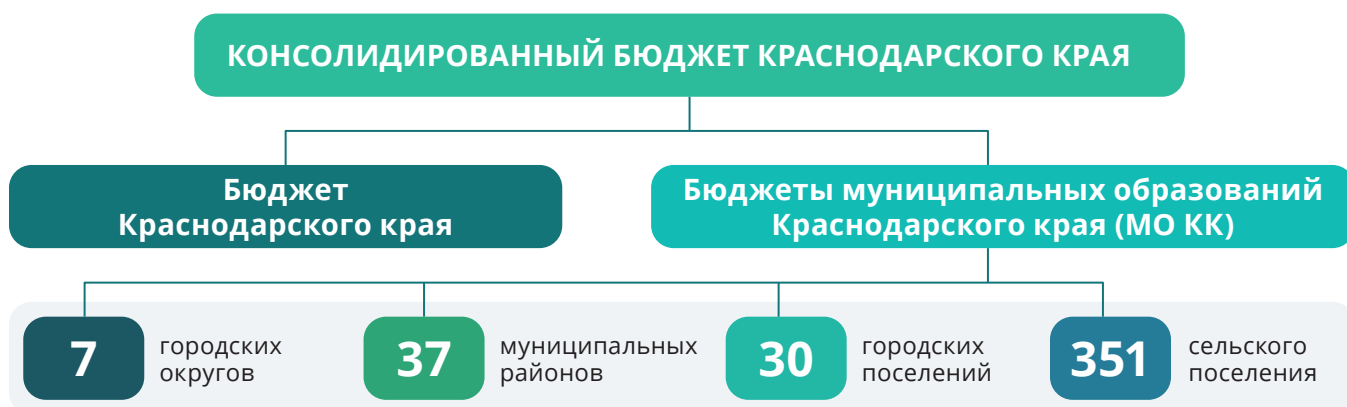 КОНСОЛИДИРОВАННЫЙ БЮДЖЕТ КРАСНОДАРСКОГО КРАЯ
Бюджет
Краснодарского края
Бюджеты муниципальных образований
Краснодарского края (МО КК)
7
городских
округов
37
муниципальных
районов
30
городских
поселений
351
сельского
поселения